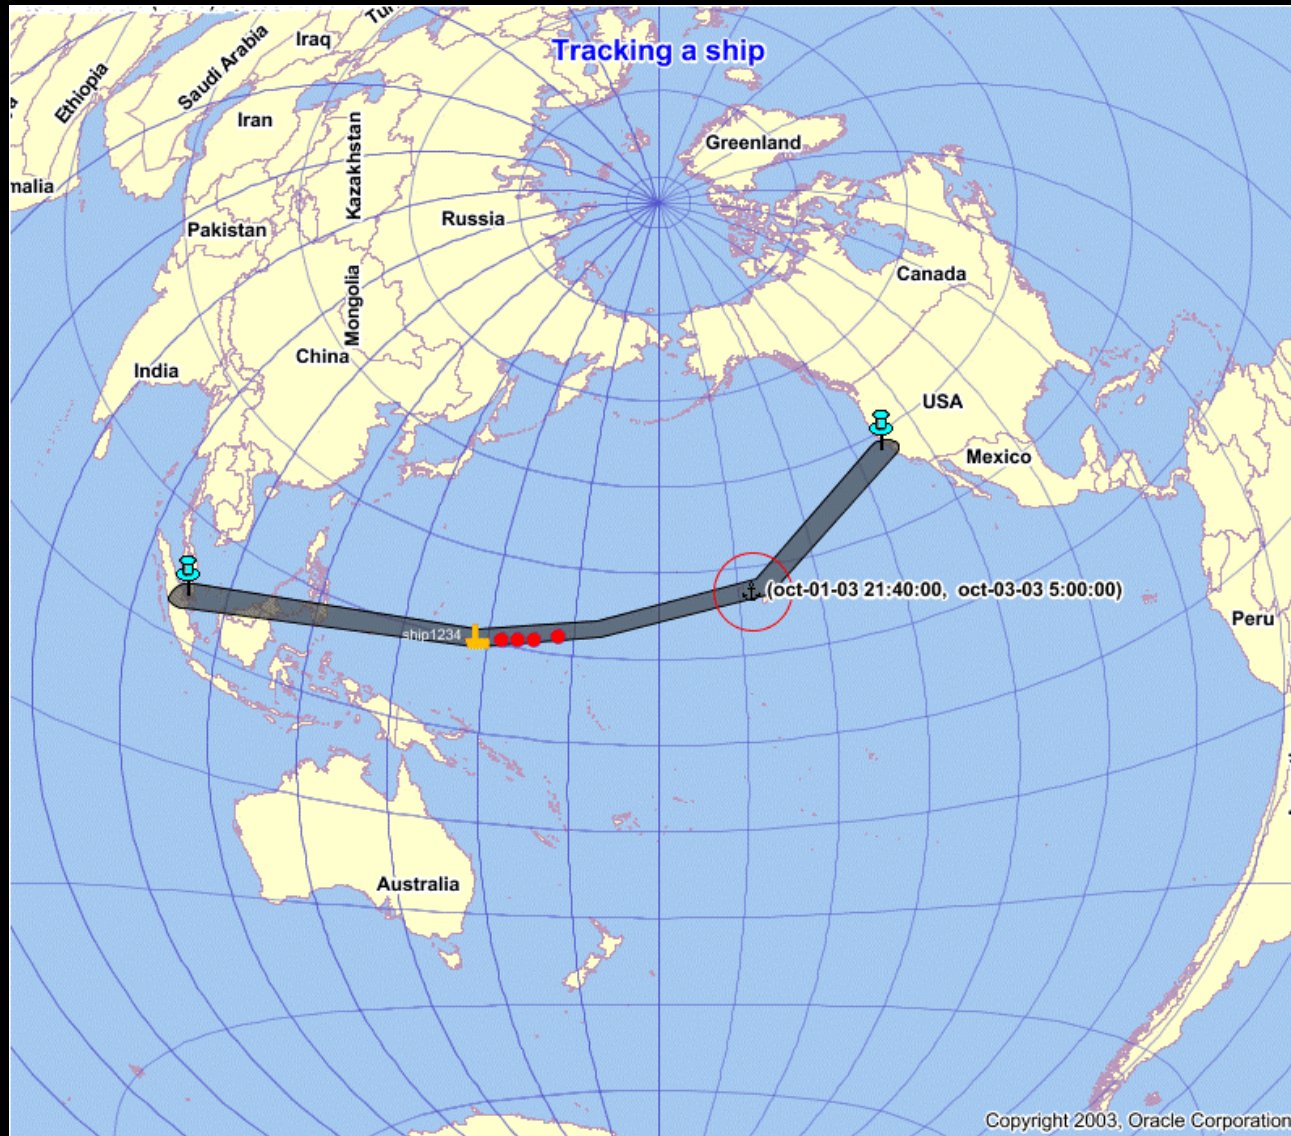 Tracking a ship
Iraq
Saudi Arabia
Ethiopia
Iran
Kazakhstan
Greenland
malia
Pakistan
Russia
Mongolia
Canada
China
India
USA
Mexico
(oct-01-03 21:40:00, oct-03-03 5:00:00)
ship1234
Peru
Australia
Copyright 2003, Oracle Corporation